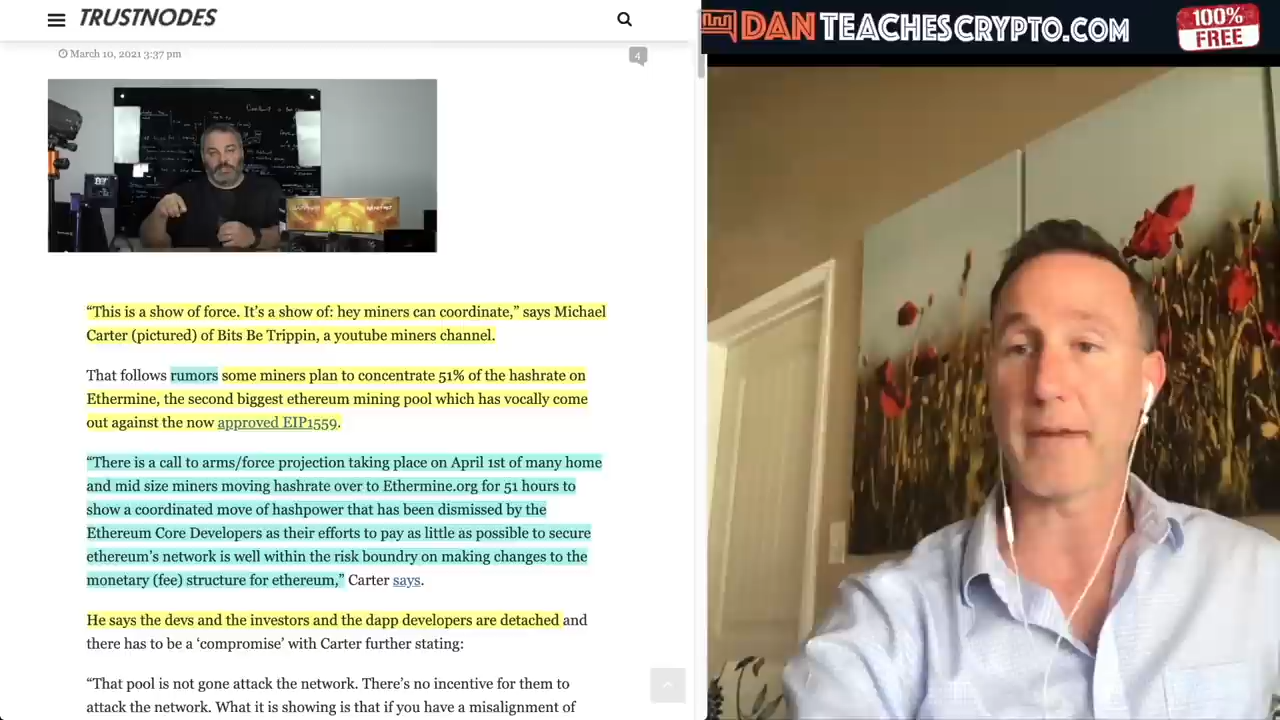 TRUSTNODES
DANTEACHESCRYPTO.COM
100%
FREE
March 10, 2021 3:37 pm
4
“This is a show of force. It’s a show of: hey miners can coordinate,” says Michael
Carter (pictured) of Bits Be Trippin, a youtube miners channel.
That follows rumors some miners plan to concentrate 51% of the hashrate on
Ethermine, the second biggest ethereum mining pool which has vocally come
out against the now approved EIP1559.
“There is a call to arms/force projection taking place on April 1st of many home
and mid size miners moving hashrate over to Ethermine.org for 51 hours to
show a coordinated move of hashpower that has been dismissed by the
Ethereum Core Developers as their efforts to pay as little as possible to secure
ethereum’s network is well within the risk boundry on making changes to the
monetary (fee) structure for ethereum,” Carter says.
He says the devs and the investors and the dapp developers are detached and
there has to be a ‘compromise’ with Carter further stating:
“That pool is not gone attack the network. There’s no incentive for them to
attack the network. What it is showing is that if you have a misalignment of